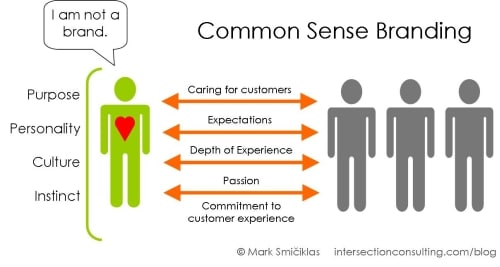 I am not a
brand.
Common Sense Branding
Purpose
Personality
Culture
Instinct
Caring for customers
Expectations
Depth of Experience
Passion
Commitment to
customer experience
© Mark Smičiklas intersectionconsulting.com/blog